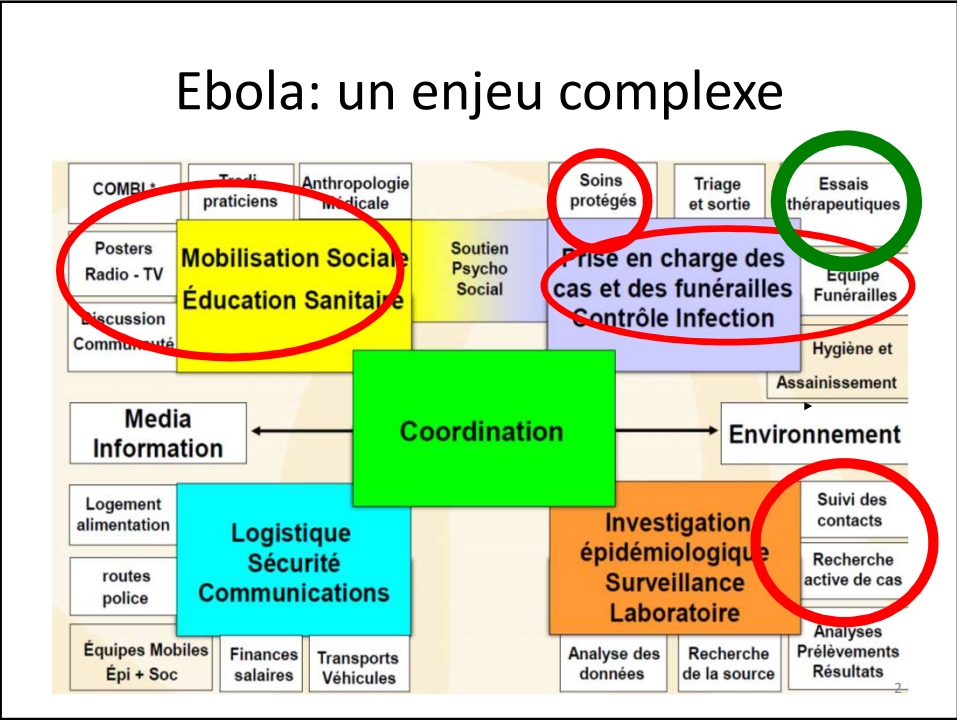 Ebola: un enjeu complexe
COMBI *
Tradi
praticiens
Anthropologie
Médicale
Soins
protégés
Triage
et sortie
Essais
thérapeutiques
Posters
Radio - TV
Mobilisation Sociale
Éducation Sanitaire
Soutien
Psycho
Social
Prise en charge des
cas et des funérailles
Contrôle Infection
Equipe
Funérailles
Discussion
Communauté
Hygiène et
Assainissement
Media
Information
Coordination
Environnement
Logement
alimentation
Logistique
Sécurité
Communications
Investigation
épidémiologique
Surveillance
Laboratoire
Suivi des
contacts
Recherche
active de cas
routes
police
Équipes Mobiles
Épi + Soc
Finances
salaires
Transports
Véhicules
Analyse des
données
Recherche
de la source
Analyses
Prélèvements
Résultats
2